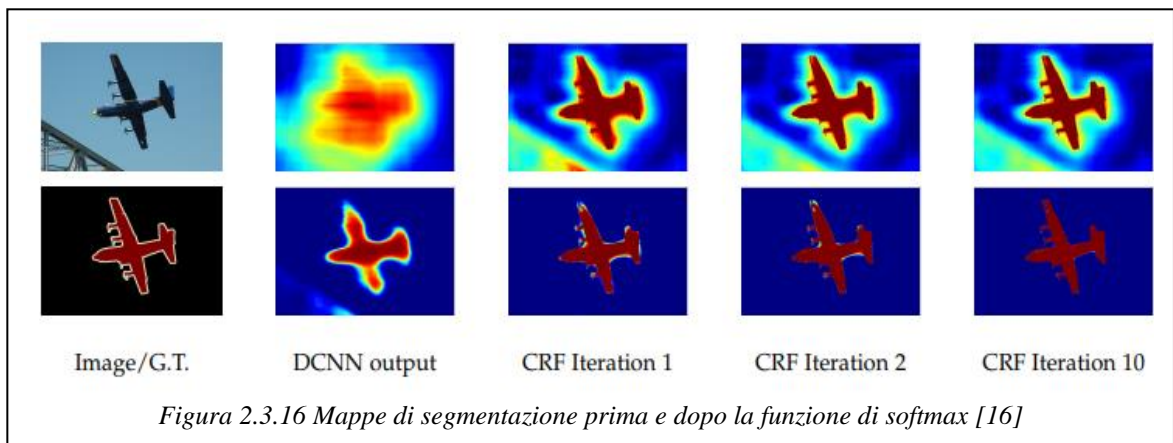 Image/G.T. DCNN output CRF Iteration 1 CRF Iteration 2 CRF Iteration 10
Figura 2.3.16 Mappe di segmentazione prima e dopo la funzione di softmax [16]